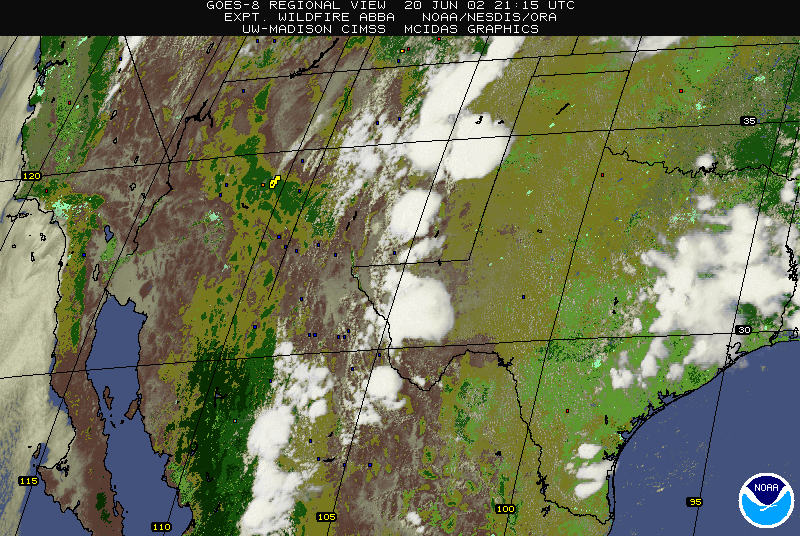 GOES-8 REGIONAL VIEW 20 JUN 02 21:15 UTC
EXPT. WILDFIRE ABBA NOAA/NESDIS/ORA
UW-MADISON CIMSS MCIDAS GRAPHICS
35
120
30
115
110
105
100
95
NOAA